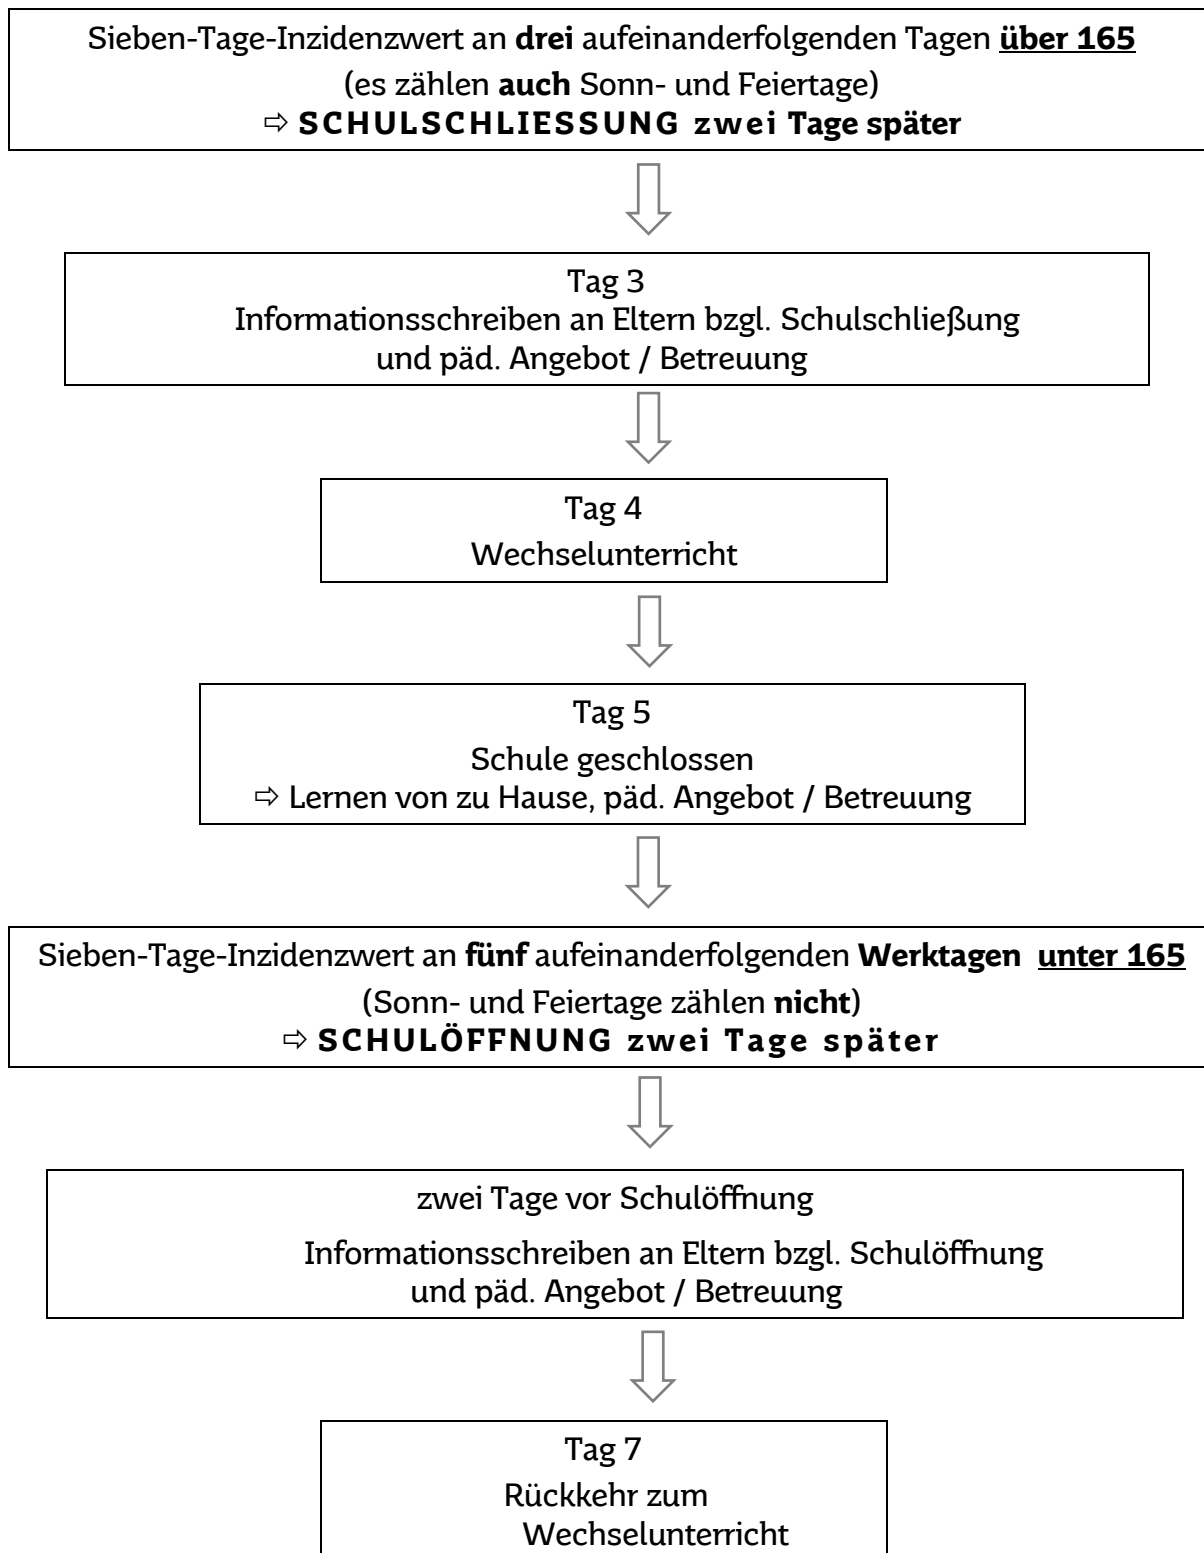 Sieben-Tage-Inzidenzwert an drei aufeinanderfolgenden Tagen über 165
(es zählen auch Sonn- und Feiertage)
⇨ SCHULSCHLIESSUNG zwei Tage später
Tag 3
Informationsschreiben an Eltern bzgl. Schulschließung
und päd. Angebot / Betreuung
Tag 4
Wechselunterricht
Tag 5
Schule geschlossen
⇨ Lernen von zu Hause, päd. Angebot / Betreuung
Sieben-Tage-Inzidenzwert an fünf aufeinanderfolgenden Werktagen unter 165
(Sonn- und Feiertage zählen nicht)
⇨ SCHULÖFFNUNG zwei Tage später
zwei Tage vor Schulöffnung
Informationsschreiben an Eltern bzgl. Schulöffnung
und päd. Angebot / Betreuung
Tag 7
Rückkehr zum
Wechselunterricht